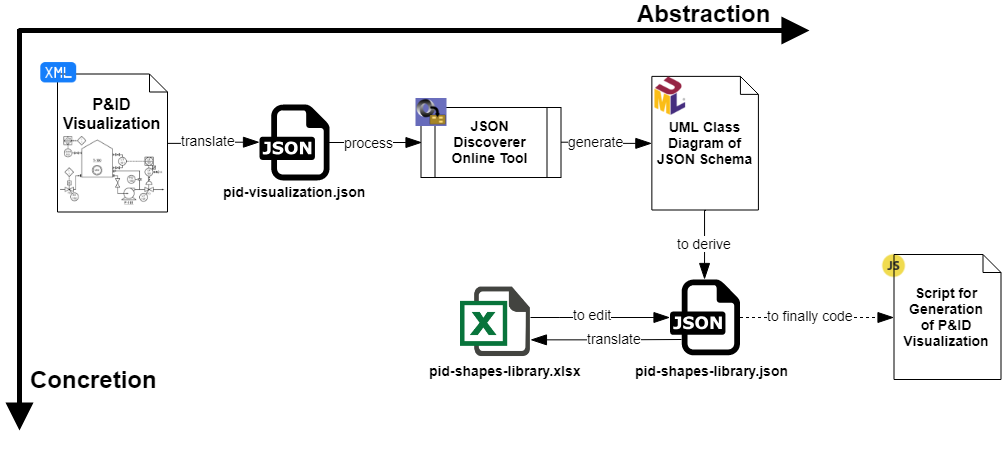 Abstraction
XML
P&ID
Visualization
translate
JSON
pid-visualization.json
process
JSON
Discoverer
Online Tool
generate
UML
UML Class
Diagram of
JSON Schema
to derive
JS
Script for
Generation
of P&ID
Visualization
X
to edit
translate
JSON
to finally code
pid-shapes-library.xlsx
pid-shapes-library.json
Concretion